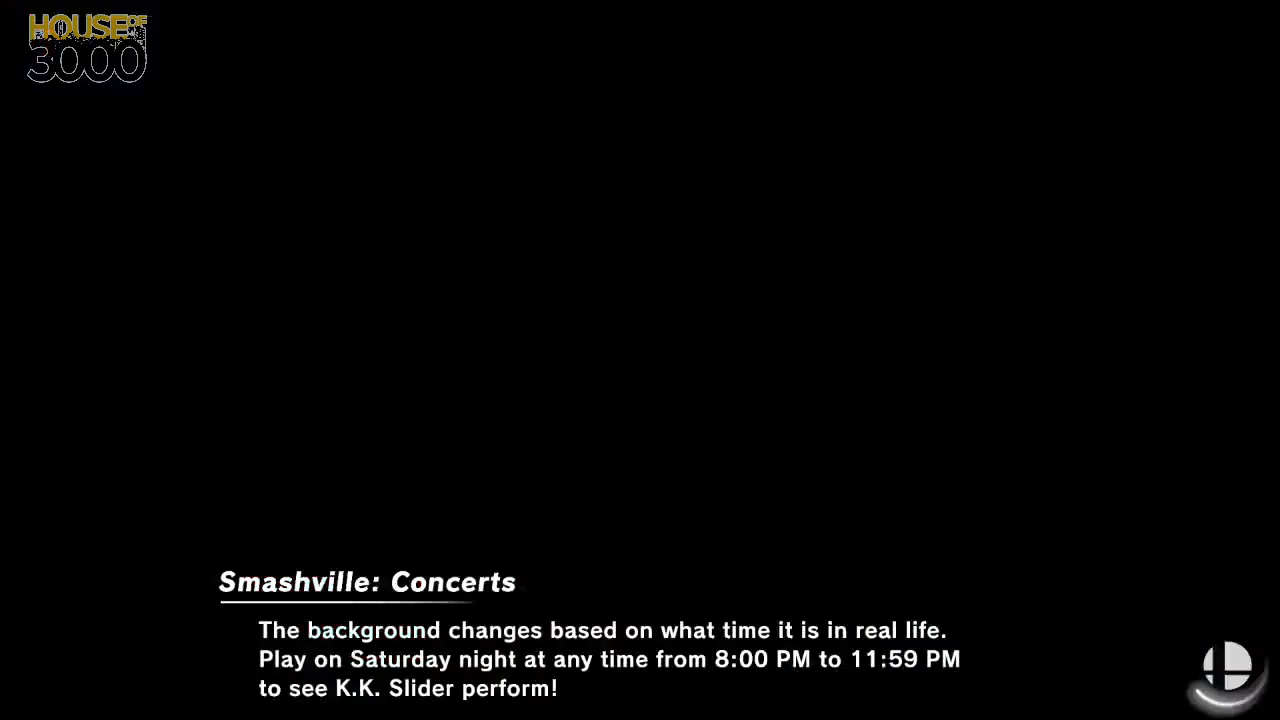 HOUSE OF
3000
Smashville: Concerts
The background changes based on what time it is in real life.
Play on Saturday night at any time from 8:00 PM to 11:59 PM
to see K.K. Slider perform!